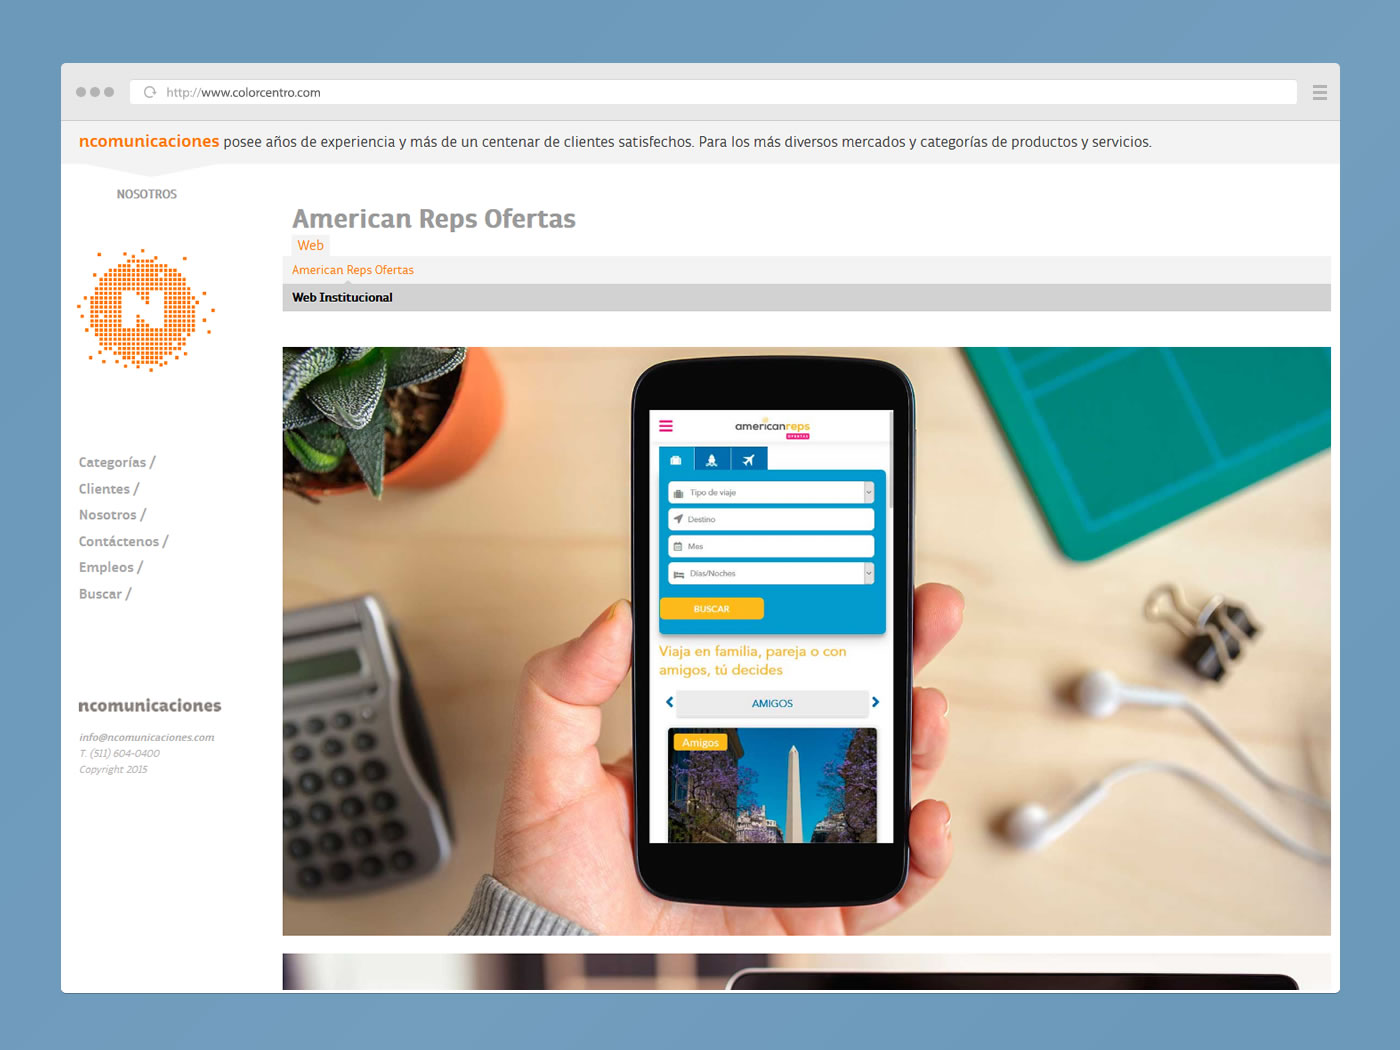 http://www.colorcentro.com
ncomunicaciones posee años de experiencia y más de un centenar de clientes satisfechos. Para los más diversos mercados y categorías de productos y servicios.
NOSOTROS
N
Categorías /
Clientes /
Nosotros /
Contáctenos /
Empleos /
Buscar /
ncomunicaciones
info@ncomunicaciones.com
T. (511) 604-0400
Copyright 2015
American Reps Ofertas
Web
American Reps Ofertas
Web Institucional
americanreps
OFERTAS
Tipo de viaje
Destino
Mes
Días/Noches
BUSCAR
Viaja en familia, pareja o con
amigos, tú decides
AMIGOS
Amigos